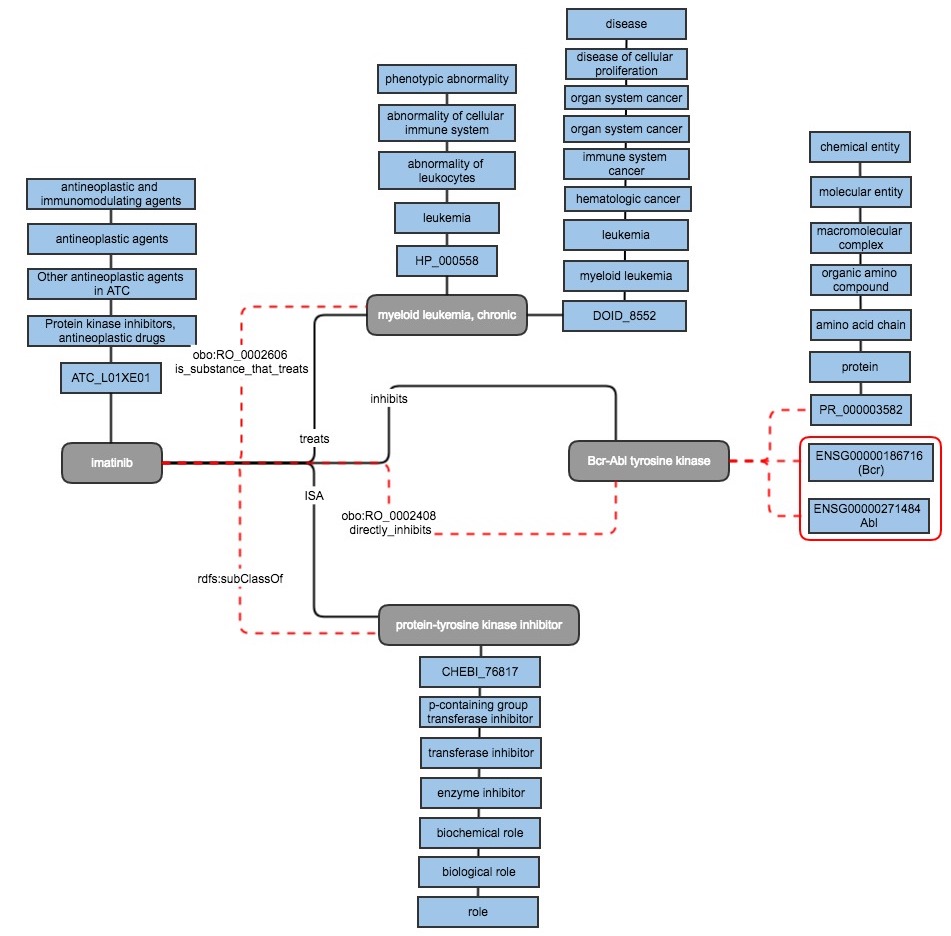 disease
disease of cellular
proliferation
organ system cancer
organ system cancer
immune system
cancer
hematologic cancer
leukemia
myeloid leukemia
DOID_8552
phenotypic abnormality
abnormality of cellular
immune system
abnormality of
leukocytes
leukemia
HP_000558
myeloid leukemia, chronic
chemical entity
molecular entity
macromolecular
complex
organic amino
compound
amino acid chain
protein
PR_000003582
ENSG00000186716
(Bcr)
ENSG00000271484
Abl
antineoplastic and
immunomodulating agents
antineoplastic agents
Other antineoplastic agents
in ATC
Protein kinase inhibitors,
antineoplastic drugs
ATC_L01XE01
imatinib
obo:RO_0002606
is_substance_that_treats
treats
inhibits
ISA
Bcr-Abl tyrosine kinase
obo:RO_0002408
directly_inhibits
rdfs:subClassOf
protein-tyrosine kinase inhibitor
CHEBI_76817
p-containing group
transferase inhibitor
transferase inhibitor
enzyme inhibitor
biochemical role
biological role
role